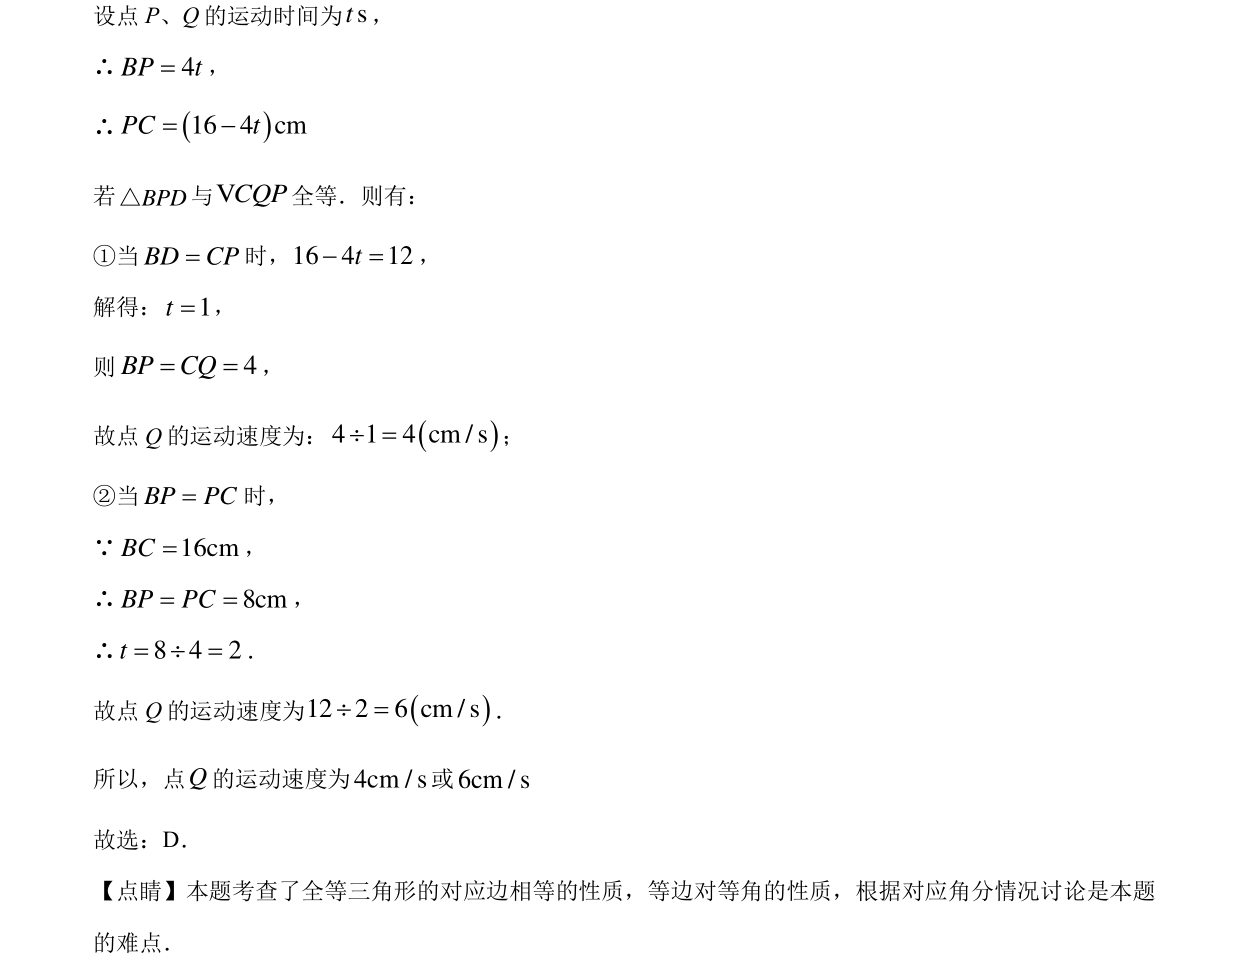 设点 P、Q 的运动时间为 t s，
∴ BP = 4t，
∴ PC = (16 − 4t) cm
若 △BPD 与 VCQP 全等．则有：
①当 BD = CP 时，16 − 4t = 12，
解得：t = 1，
则 BP = CQ = 4，
故点 Q 的运动速度为：4 ÷ 1 = 4 (cm / s)；
②当 BP = PC 时，
∵ BC = 16cm，
∴ BP = PC = 8cm，
∴ t = 8 ÷ 4 = 2．
故点 Q 的运动速度为 12 ÷ 2 = 6 (cm / s)．
所以，点 Q 的运动速度为 4cm / s 或 6cm / s
故选：D．
【点睛】本题考查了全等三角形的对应边相等的性质，等边对等角的性质，根据对应角分情况讨论是本题
的难点．